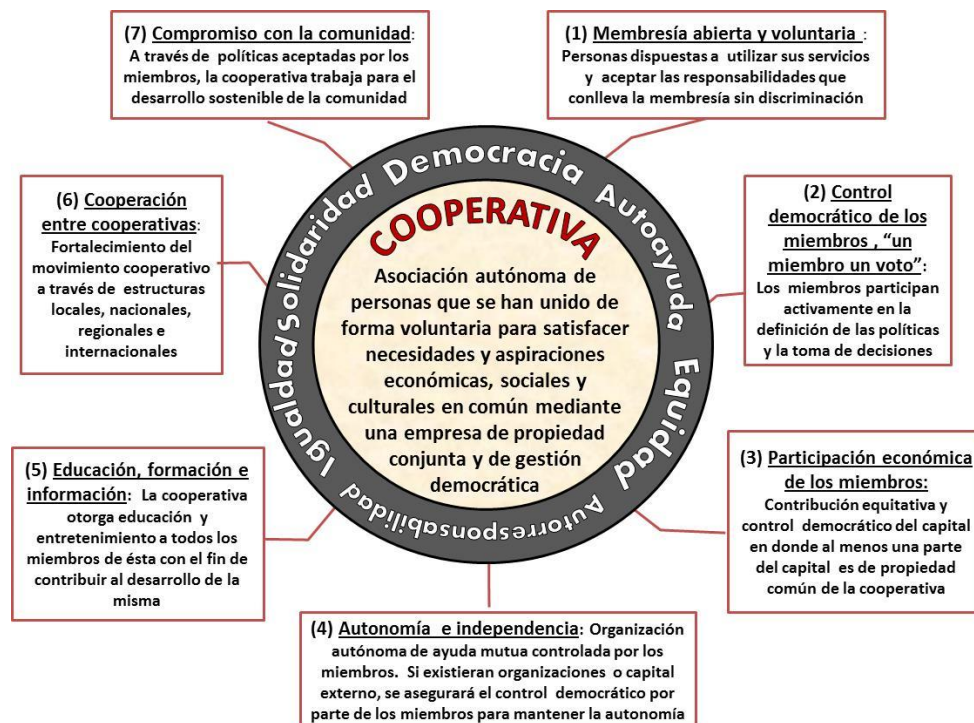 (7) Compromiso con la comunidad:
A través de políticas aceptadas por los
miembros, la cooperativa trabaja para el
desarrollo sostenible de la comunidad
(1) Membresía abierta y voluntaria :
Personas dispuestas a utilizar sus servicios
y aceptar las responsabilidades que
conlleva la membresía sin discriminación
(6) Cooperación
entre cooperativas:
Fortalecimiento del
movimiento cooperativo
a través de estructuras
locales, nacionales,
regionales e
internacionales
(2) Control
democrático de los
miembros , “un
miembro un voto”:
Los miembros participan
activamente en la
definición de las políticas
y la toma de decisiones
Democracia
Autoayuda
Equidad
Autorresponsabilidad
Igualdad
Solidaridad
COOPERATIVA
Asociación autónoma de
personas que se han unido de
forma voluntaria para satisfacer
necesidades y aspiraciones
económicas, sociales y
culturales en común mediante
una empresa de propiedad
conjunta y de gestión
democrática
(5) Educación, formación e
información: La cooperativa
otorga educación y
entretenimiento a todos los
miembros de ésta con el fin de
contribuir al desarrollo de la
misma
(3) Participación económica
de los miembros:
Contribución equitativa y
control democrático del capital
en donde al menos una parte
del capital es de propiedad
común de la cooperativa
(4) Autonomía e independencia: Organización
autónoma de ayuda mutua controlada por los
miembros. Si existieran organizaciones o capital
externo, se asegurará el control democrático por
parte de los miembros para mantener la autonomía